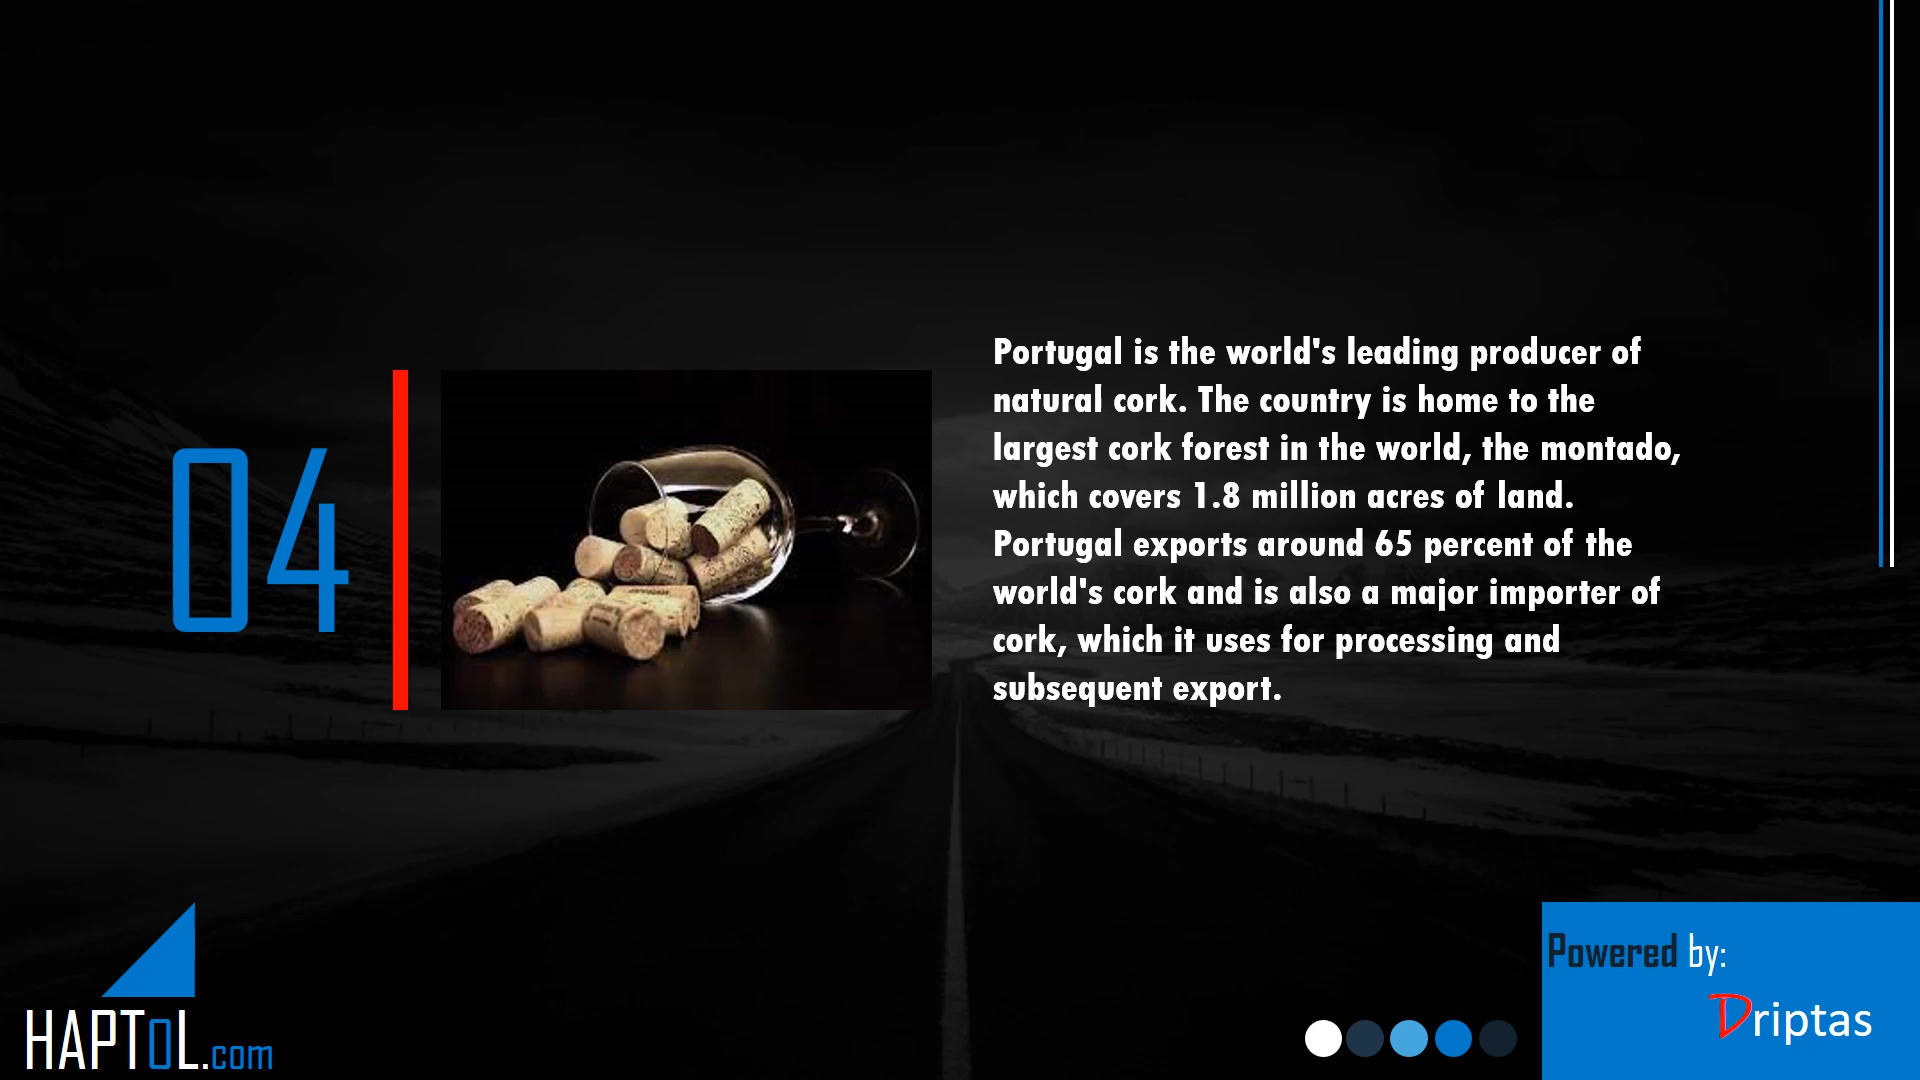 04
Portugal is the world's leading producer of
natural cork. The country is home to the
largest cork forest in the world, the montado,
which covers 1.8 million acres of land.
Portugal exports around 65 percent of the
world's cork and is also a major importer of
cork, which it uses for processing and
subsequent export.
HAPTOL.com
Powered by:
Driptas